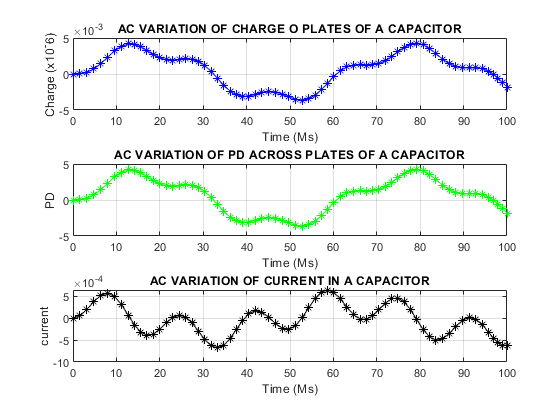 ×10⁻³
AC VARIATION OF CHARGE O PLATES OF A CAPACITOR
Charge (x10⁻6)
5
0
-5
0 10 20 30 40 50 60 70 80 90 100
Time (Ms)
AC VARIATION OF PD ACROSS PLATES OF A CAPACITOR
PD
5
0
-5
0 10 20 30 40 50 60 70 80 90 100
Time (Ms)
×10⁻⁴
AC VARIATION OF CURRENT IN A CAPACITOR
current
5
0
-5
-10
0 10 20 30 40 50 60 70 80 90 100
Time (Ms)